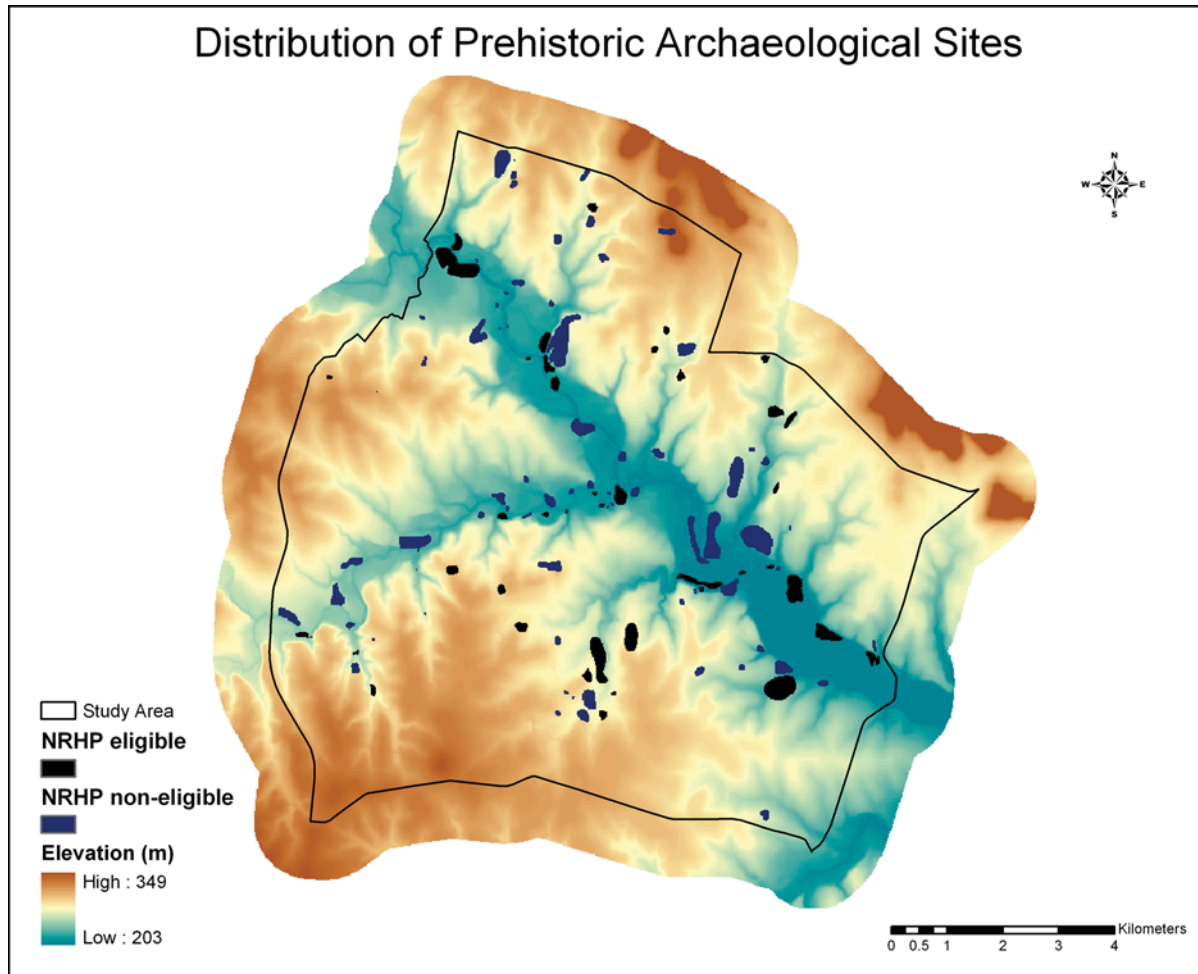 Distribution of Prehistoric Archaeological Sites
N
W E
S
Study Area
NRHP eligible
NRHP non-eligible
Elevation (m)
High : 349
Low : 203
Kilometers
0 0.5 1 2 3 4